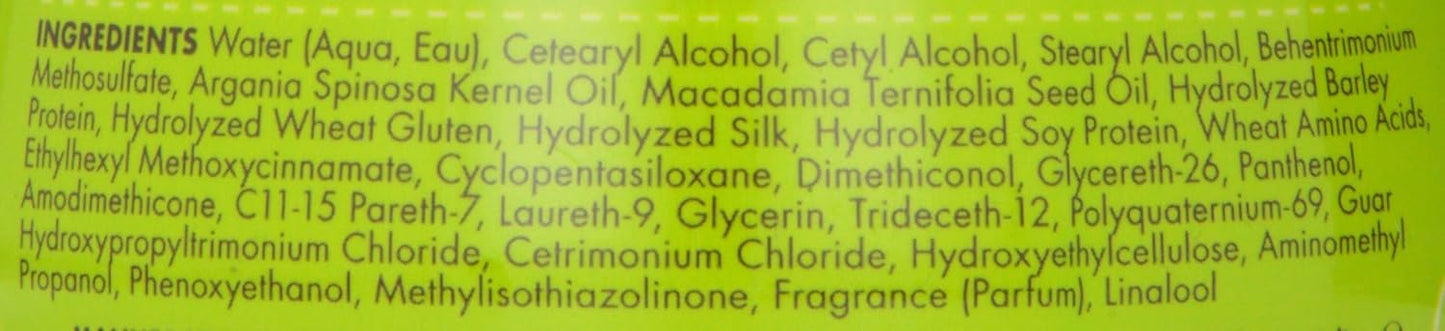 INGREDIENTS Water (Aqua, Eau), Cetearyl Alcohol, Cetyl Alcohol, Stearyl Alcohol, Behentrimonium
Methosulfate, Argania Spinosa Kernel Oil, Macadamia Ternifolia Seed Oil, Hydrolyzed Barley
Protein, Hydrolyzed Wheat Gluten, Hydrolyzed Silk, Hydrolyzed Soy Protein, Wheat Amino Acids,
Ethylhexyl Methoxycinnamate, Cyclopentasiloxane, Dimethiconol, Glycereth-26, Panthenol,
Amodimethicone, C11-15 Pareth-7, Laureth-9, Glycerin, Trideceth-12, Polyquaternium-69, Guar
Hydroxypropyltrimonium Chloride, Cetrimonium Chloride, Hydroxyethylcellulose, Aminomethyl
Propanol, Phenoxyethanol, Methylisothiazolinone, Fragrance (Parfum), Linalool